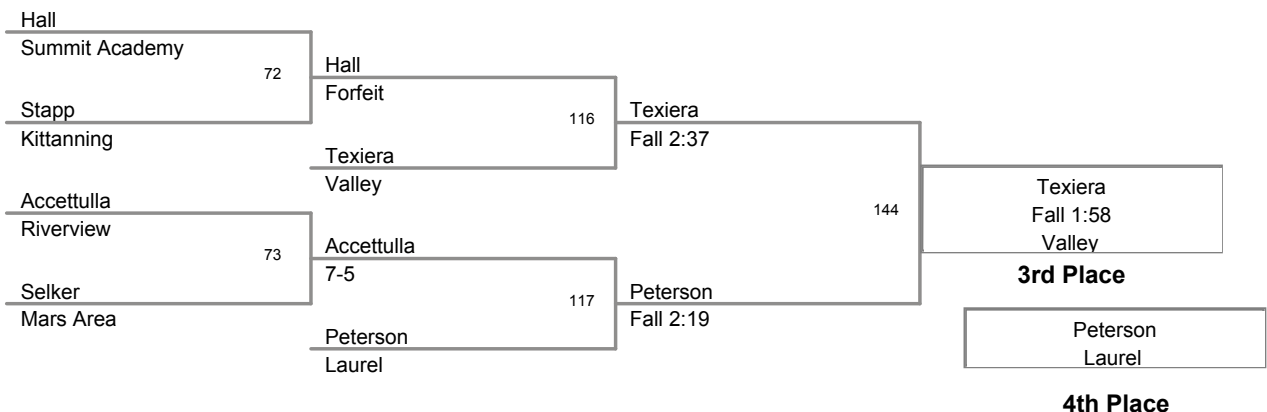 Hall
Summit Academy
72
Hall
Forfeit
Stapp
Kittanning
116
Texiera
Fall 2:37
Texiera
Valley
Accettulla
Riverview
144
Texiera
Fall 1:58
Valley
3rd Place
73
Accettulla
7-5
Selker
Mars Area
117
Peterson
Fall 2:19
Peterson
Laurel
Peterson
Laurel
4th Place